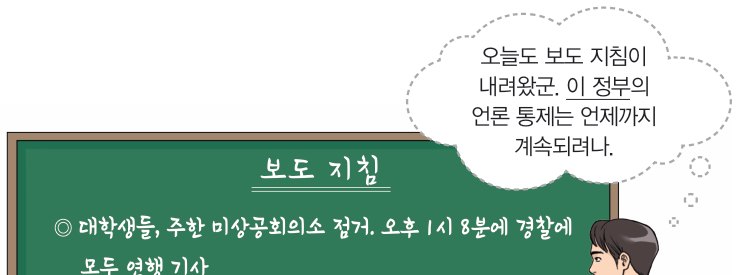 오늘도 보도 지침이
내려왔군. 이 정부의
언론 통제는 언제까지
계속되려나.
보도 지침
◎ 대학생들, 주한 미상공회의소 점거. 오후 1시 8분에 경찰에
모두 연행 기사